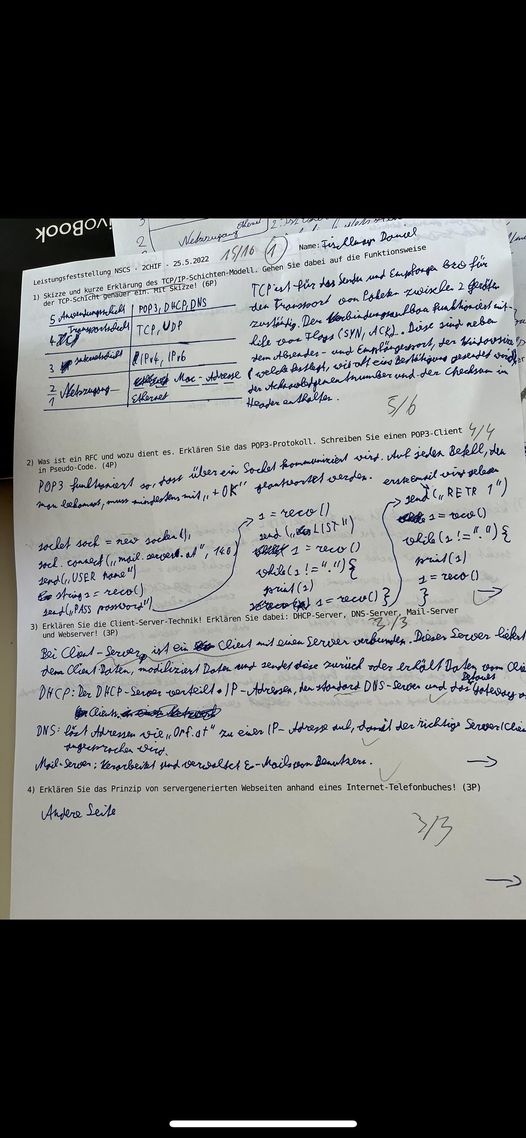 VivoBook
Netzzugang
Leistungsfeststellung NSCS - 2CHIF - 25.5.2022 15/16 1 Name: Daniel
1) Skizze und kurze Erklärung des TCP/IP-Schichten-Modell. Gehen Sie dabei auf die Funktionsweise
der TCP-Schicht genauer ein. Mit Skizze! (6P)
5 Anwendungsschicht POP3, DHCP, DNS
4 Transportschicht TCP, UDP
3 IPv4, IPv6
2 Netzzugang Mac-Adresse
1 Ethernet
TCP ist für das Senden und Empfangen bzw für
den Transport von Paketen zwischen 2 Geräten
zuständig. Der Verbindungsaufbau funktioniert mit-
hilfe von Flags (SYN, ACK). Diese sind neben
dem Absender- und Empfängerport, der Windowsize
(welche festlegt, wie oft eine Bestätigung gesendet wird)
der Acknowledgementnumber und der Checksum im
Header enthalten.
5/6
2) Was ist ein RFC und wozu dient es. Erklären Sie das POP3-Protokoll. Schreiben Sie einen POP3-Client 4/4
in Pseudo-Code. (4P)
POP3 funktioniert so, dass über ein Socket kommuniziert wird. Auf jeden Befehl, den
man bekommt, muss mindestens mit "+OK" geantwortet werden.
erste email wird gelesen
socket sock = new socket();
sock.connect("mail.server.at", 110)
send("USER name")
string s = recv()
send("PASS password")
s = recv()
send("LIST")
s = recv()
while(s != "."){
print(s)
s = recv() }
send("RETR 1")
s = recv()
while(s != "."){
print(s)
s = recv()
}
3) Erklären Sie die Client-Server-Technik! Erklären Sie dabei: DHCP-Server, DNS-Server, Mail-Server
und Webserver! (3P) 3/3
Bei Client-Server ist ein Client mit einem Server verbunden. Dieser Server liefert
dem Client Daten, modifiziert Daten und sendet diese zurück oder erhält Daten vom
DHCP: Der DHCP-Server verteilt IP-Adressen, den standard DNS-Server und das Default Gateway
Clients
DNS: löst Adressen wie "orf.at" zu einer IP-Adresse auf, damit der richtige Server/Client
angesprochen wird.
Mail-Server: Verarbeitet und verwaltet E-Mails von Benutzern.
4) Erklären Sie das Prinzip von servergenerierten Webseiten anhand eines Internet-Telefonbuches! (3P)
Andere Seite
3/3